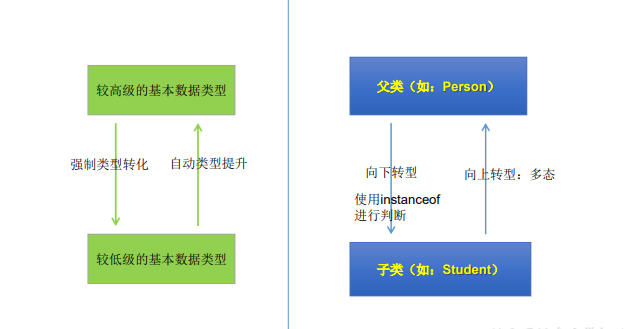 较高级的基本数据类型
强制类型转化
自动类型提升
较低级的基本数据类型
父类（如：Person）
向下转型
使用instanceof
进行判断
向上转型：多态
子类（如：Student）